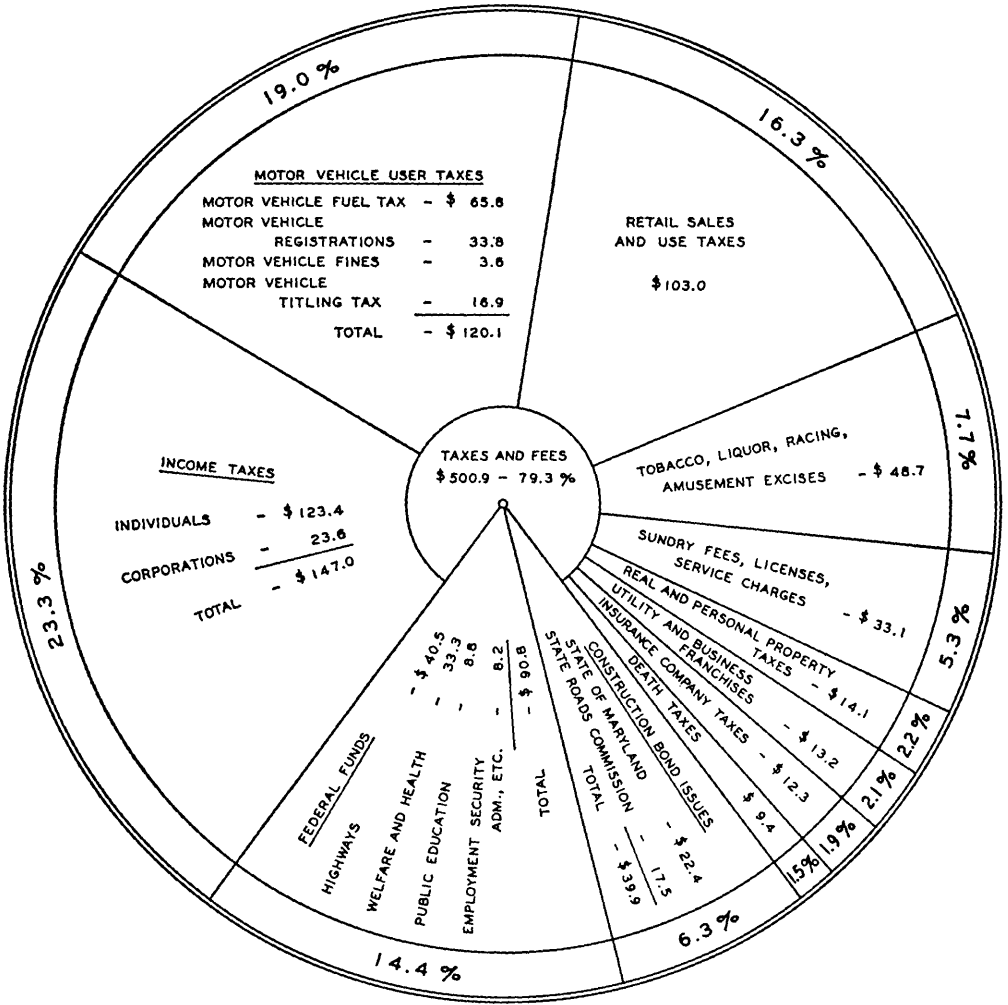 19.0 %
MOTOR VEHICLE USER TAXES
MOTOR VEHICLE FUEL TAX – $ 65.8
MOTOR VEHICLE
REGISTRATIONS – 33.8
MOTOR VEHICLE FINES – 3.6
MOTOR VEHICLE
TITLING TAX – 16.9
TOTAL – $ 120.1
16.3 %
RETAIL SALES
AND USE TAXES
$ 103.0
7.7 %
TOBACCO, LIQUOR, RACING,
AMUSEMENT EXCISES – $ 48.7
TAXES AND FEES
$ 500.9 – 79.3 %
5.3 %
SUNDRY FEES, LICENSES,
SERVICE CHARGES – $ 33.1
2.2 %
REAL AND PERSONAL PROPERTY
TAXES – $ 14.1
2.1 %
UTILITY AND BUSINESS
FRANCHISES – $ 13.2
1.9 %
INSURANCE COMPANY TAXES – $ 12.3
1.5%
DEATH TAXES $ 9.4
6.3 %
CONSTRUCTION BOND ISSUES
STATE OF MARYLAND – $ 22.4
STATE ROADS COMMISSION – 17.5
TOTAL – $ 39.9
14.4 %
FEDERAL FUNDS
HIGHWAYS – $ 40.5
WELFARE AND HEALTH – 33.3
PUBLIC EDUCATION – 8.8
EMPLOYMENT SECURITY
ADM., ETC. – 8.2
TOTAL – $ 90.8
23.3 %
INCOME TAXES
INDIVIDUALS – $ 123.4
CORPORATIONS – 23.6
TOTAL – $ 147.0